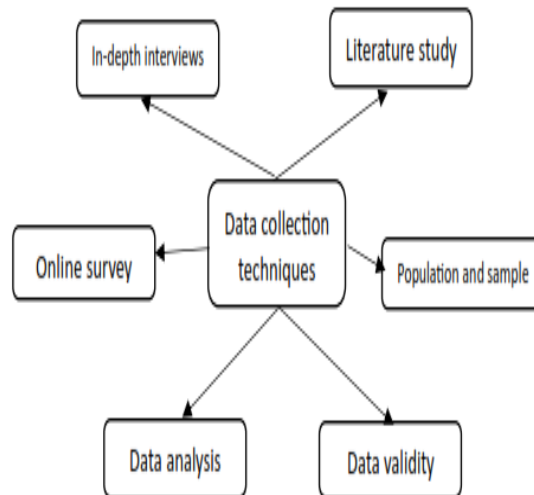 In-depth interviews
Literature study
Data collection
techniques
Online survey
Population and sample
Data analysis
Data validity